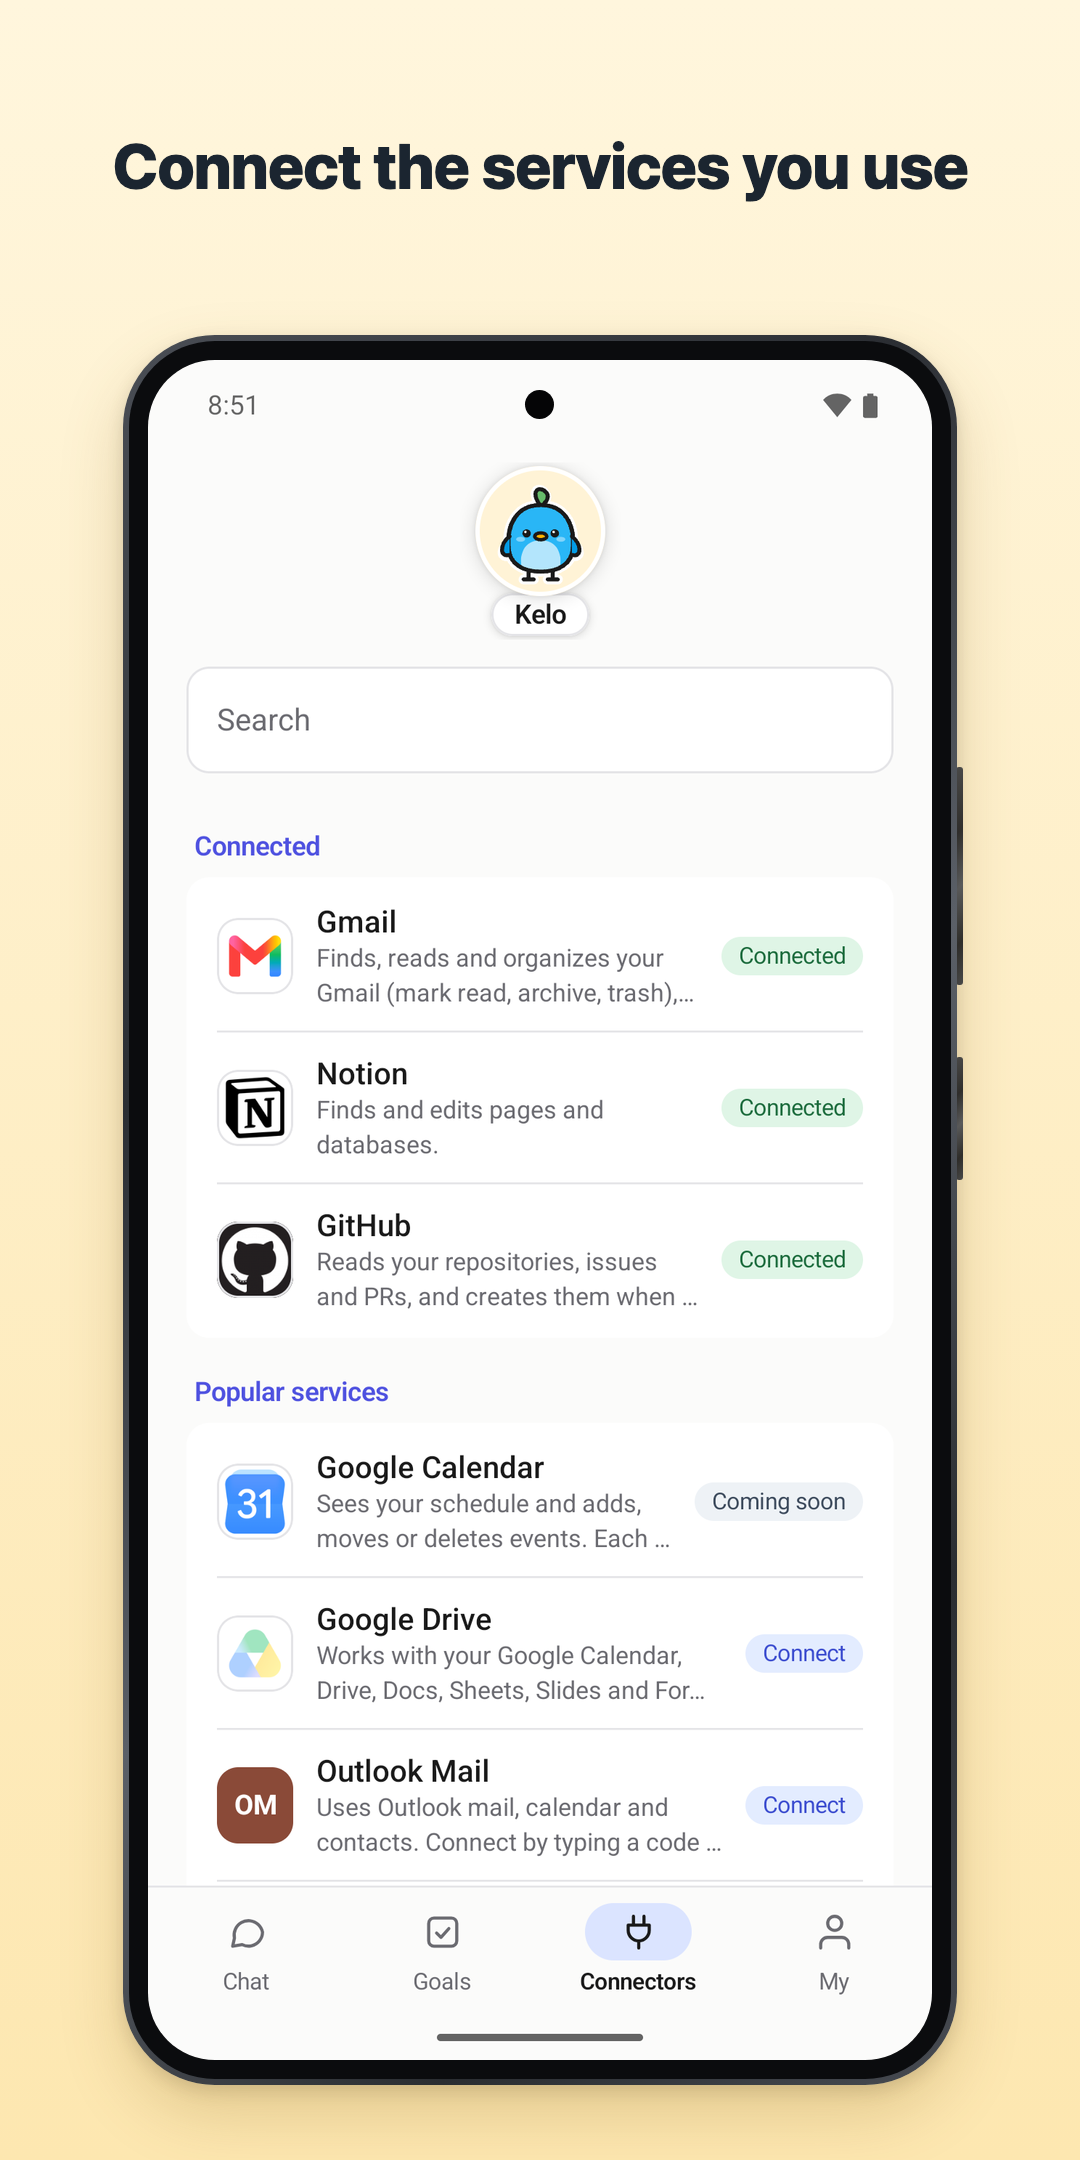 Connect the services you use
8:51
Kelo
Search
Connected
Gmail
Finds, reads and organizes your
Gmail (mark read, archive, trash),...
Connected
Notion
Finds and edits pages and
databases.
Connected
GitHub
Reads your repositories, issues
and PRs, and creates them when ...
Connected
Popular services
31
Google Calendar
Sees your schedule and adds,
moves or deletes events. Each ...
Coming soon
Google Drive
Works with your Google Calendar,
Drive, Docs, Sheets, Slides and For...
Connect
OM
Outlook Mail
Uses Outlook mail, calendar and
contacts. Connect by typing a code ...
Connect
Chat
Goals
Connectors
My